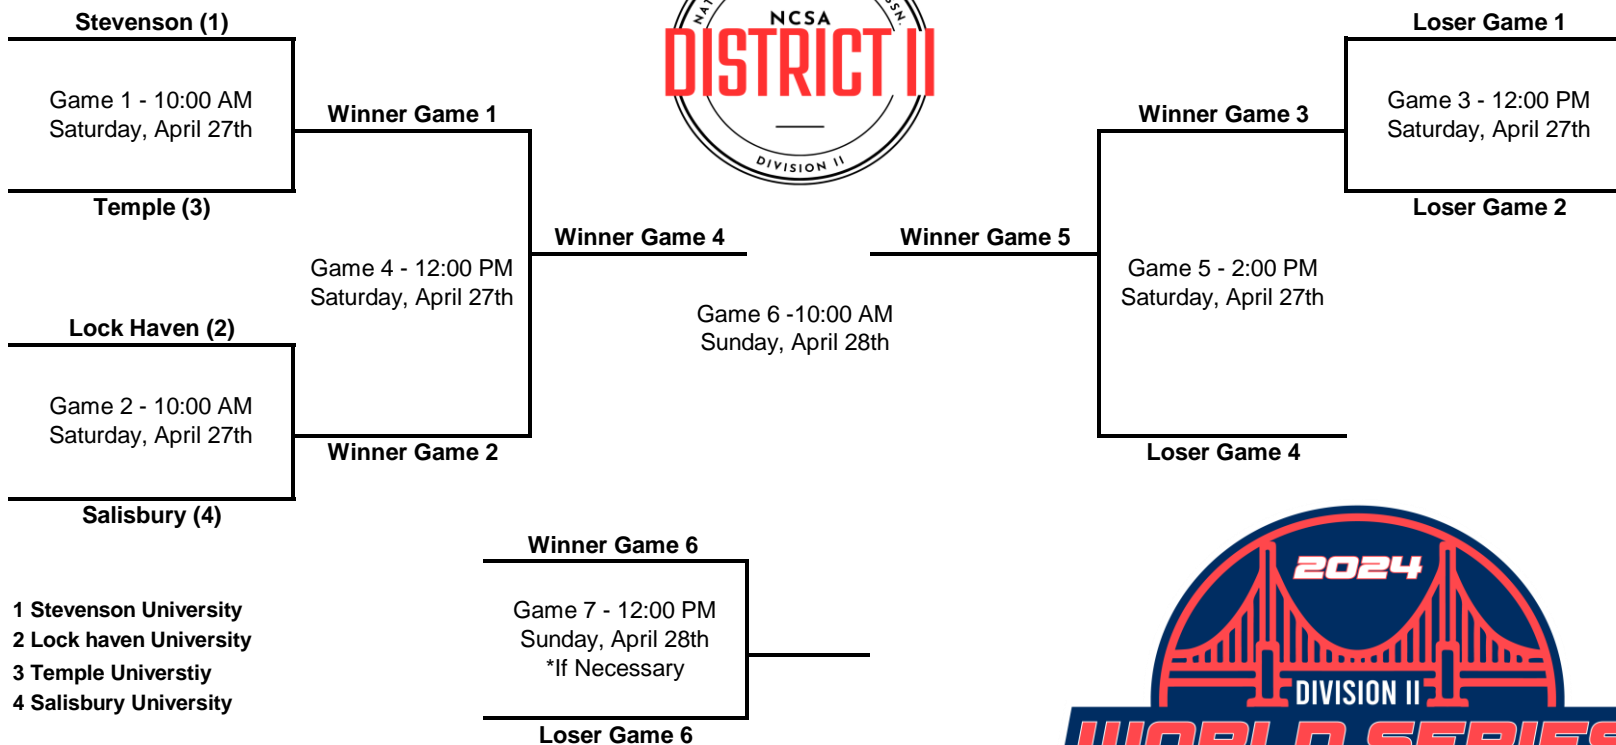 Stevenson (1)
Game 1 - 10:00 AM
Saturday, April 27th
Temple (3)
Winner Game 1
Game 4 - 12:00 PM
Saturday, April 27th
Lock Haven (2)
Game 2 - 10:00 AM
Saturday, April 27th
Salisbury (4)
Winner Game 2
NCSA
DISTRICT II
DIVISION II
Winner Game 4
Winner Game 5
Game 6 -10:00 AM
Sunday, April 28th
Loser Game 1
Game 3 - 12:00 PM
Saturday, April 27th
Loser Game 2
Winner Game 3
Game 5 - 2:00 PM
Saturday, April 27th
Loser Game 4
Winner Game 6
Game 7 - 12:00 PM
Sunday, April 28th
*If Necessary
Loser Game 6
1 Stevenson University
2 Lock haven University
3 Temple Universtiy
4 Salisbury University
2024
DIVISION II
WORLD SERIES